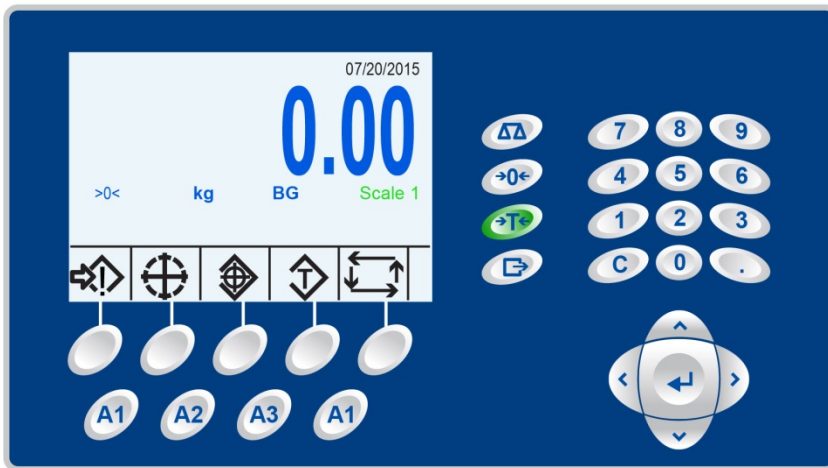 07/20/2015
0.00
>0< kg BG Scale 1
T
7 8 9
→0← 4 5 6
→T← 1 2 3
C 0 .
A1 A2 A3 A1